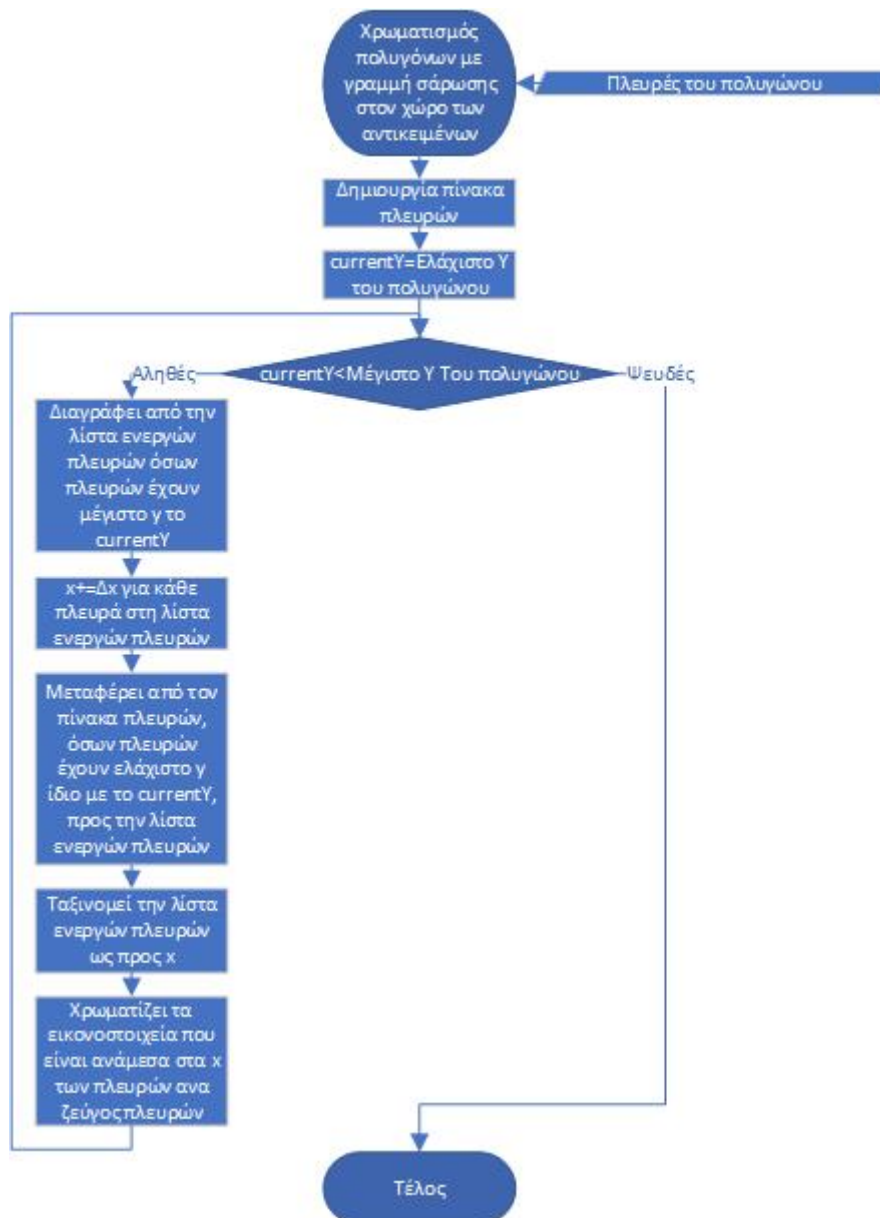 Χρωματισμός
πολυγόνων με
γραμμή σάρωσης
στον χώρο των
αντικειμένων
Πλευρές του πολυγώνου
Δημιουργία πίνακα
πλευρών
currentY=Ελάχιστο Υ
του πολυγώνου
currentY<Μέγιστο Υ Του πολυγώνου
Αληθές
Ψευδές
Διαγράφει από την
λίστα ενεργών
πλευρών όσων
πλευρών έχουν
μέγιστο y το
currentY
x+=Δx για κάθε
πλευρά στη λίστα
ενεργών πλευρών
Μεταφέρει από τον
πίνακα πλευρών,
όσων πλευρών
έχουν ελάχιστο y
ίδιο με το currentY,
προς την λίστα
ενεργών πλευρών
Ταξινομεί την λίστα
ενεργών πλευρών
ως προς x
Χρωματίζει τα
εικονοστοιχεία που
είναι ανάμεσα στα x
των πλευρών ανα
ζεύγος πλευρών
Τέλος